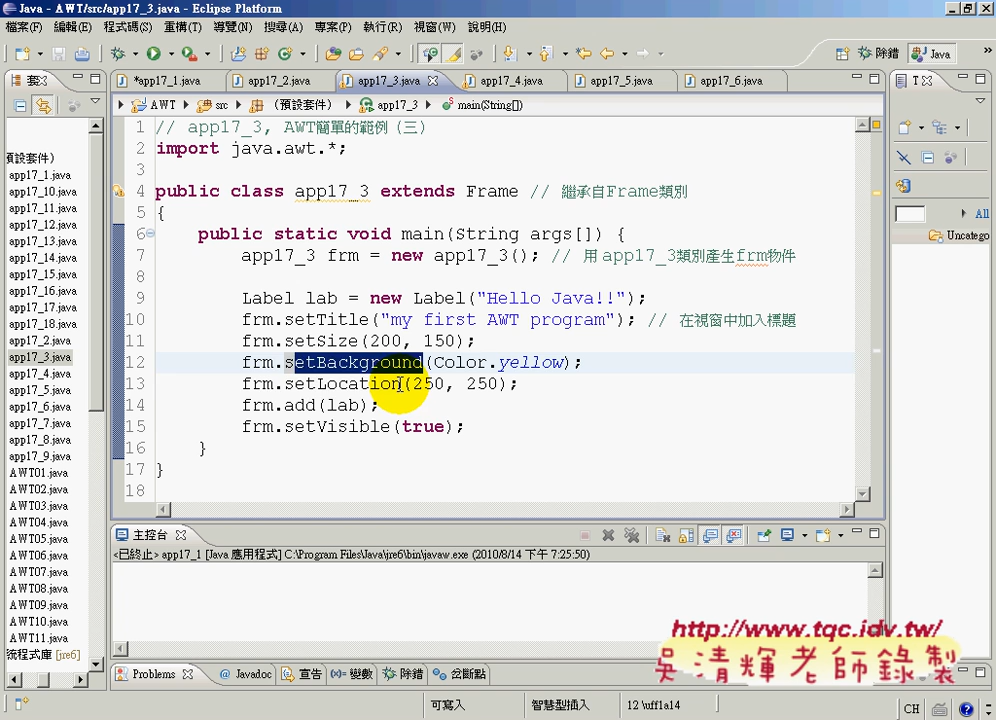 Java - AWT/src/app17_3.java - Eclipse Platform
檔案(F) 編輯(E) 程式碼(S) 重構(T) 導覽(N) 搜尋(A) 專案(P) 執行(R) 視窗(W) 說明(H)
除錯 Java
套 *app17_1.java app17_2.java app17_3.java app17_4.java app17_5.java app17_6.java T
AWT src (預設套件) app17_3 main(String[])
預設套件)
app17_1.java
app17_10.java
app17_11.java
app17_12.java
app17_13.java
app17_14.java
app17_15.java
app17_16.java
app17_17.java
app17_18.java
app17_2.java
app17_3.java
app17_4.java
app17_5.java
app17_6.java
app17_7.java
app17_8.java
app17_9.java
AWT01.java
AWT02.java
AWT03.java
AWT04.java
AWT05.java
AWT06.java
AWT07.java
AWT08.java
AWT09.java
AWT10.java
AWT11.java
統程式庫 [jre6]
1 // app17_3, AWT簡單的範例(三)
2 import java.awt.*;
3
4 public class app17_3 extends Frame // 繼承自Frame類別
5 {
6 public static void main(String args[]) {
7 app17_3 frm = new app17_3(); // 用app17_3類別產生frm物件
8
9 Label lab = new Label("Hello Java!!");
10 frm.setTitle("my first AWT program"); // 在視窗中加入標題
11 frm.setSize(200, 150);
12 frm.setBackground(Color.yellow);
13 frm.setLocation(250, 250);
14 frm.add(lab);
15 frm.setVisible(true);
16 }
17 }
18
All
Uncatego
主控台
<已終止> app17_1 [Java 應用程式] C:\Program Files\Java\jre6\bin\javaw.exe (2010/8/14 下午 7:25:50)
http://www.tqc.idv.tw/
吳清輝老師錄製
Problems @ Javadoc 宣告 (x)= 變數 除錯 分斷點
可寫入 智慧型插入 12 \uff1a14 CH